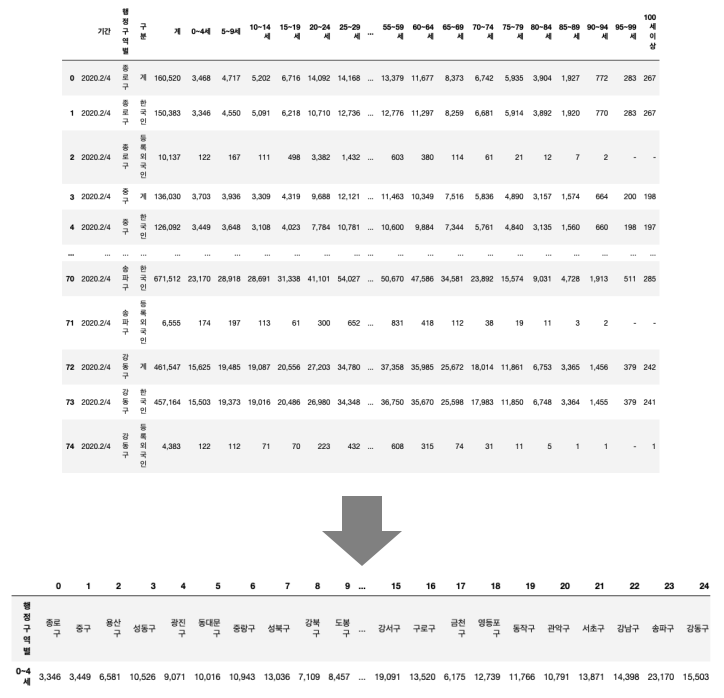 기간 행정구역별 구분 계 0~4세 5~9세 10~14세 15~19세 20~24세 25~29세 ... 55~59세 60~64세 65~69세 70~74세 75~79세 80~84세 85~89세 90~94세 95~99세 100세이상
0 2020.2/4 종로구 계 160,520 3,468 4,717 5,202 6,716 14,092 14,168 ... 13,379 11,677 8,373 6,742 5,935 3,904 1,927 772 283 267
1 2020.2/4 종로구 한국인 150,383 3,346 4,550 5,091 6,218 10,710 12,736 ... 12,776 11,297 8,259 6,681 5,914 3,892 1,920 770 283 267
2 2020.2/4 종로구 등록외국인 10,137 122 167 111 498 3,382 1,432 ... 603 380 114 61 21 12 7 2 - -
3 2020.2/4 중구 계 136,030 3,703 3,936 3,309 4,319 9,688 12,121 ... 11,463 10,349 7,516 5,836 4,890 3,157 1,574 664 200 198
4 2020.2/4 중구 한국인 126,092 3,449 3,648 3,108 4,023 7,784 10,781 ... 10,600 9,884 7,344 5,761 4,840 3,135 1,560 660 198 197
... ... ... ... ... ... ... ... ... ... ... ... ... ... ... ... ... ... ... ... ... ...
70 2020.2/4 송파구 한국인 671,512 23,170 28,918 28,691 31,338 41,101 54,027 ... 50,670 47,586 34,581 23,892 15,574 9,031 4,728 1,913 511 285
71 2020.2/4 송파구 등록외국인 6,555 174 197 113 61 300 652 ... 831 418 112 38 19 11 3 2 - -
72 2020.2/4 강동구 계 461,547 15,625 19,485 19,087 20,556 27,203 34,780 ... 37,358 35,985 25,672 18,014 11,861 6,753 3,365 1,456 379 242
73 2020.2/4 강동구 한국인 457,164 15,503 19,373 19,016 20,486 26,980 34,348 ... 36,750 35,670 25,598 17,983 11,850 6,748 3,364 1,455 379 241
74 2020.2/4 강동구 등록외국인 4,383 122 112 71 70 223 432 ... 608 315 74 31 11 5 1 1 - 1
0 1 2 3 4 5 6 7 8 9 ... 15 16 17 18 19 20 21 22 23 24
행정구역별 종로구 중구 용산구 성동구 광진구 동대문구 중랑구 성북구 강북구 도봉구 ... 강서구 구로구 금천구 영등포구 동작구 관악구 서초구 강남구 송파구 강동구
0~4세 3,346 3,449 6,581 10,526 9,071 10,016 10,943 13,036 7,109 8,457 ... 19,091 13,520 6,175 12,739 11,766 10,791 13,871 14,398 23,170 15,503